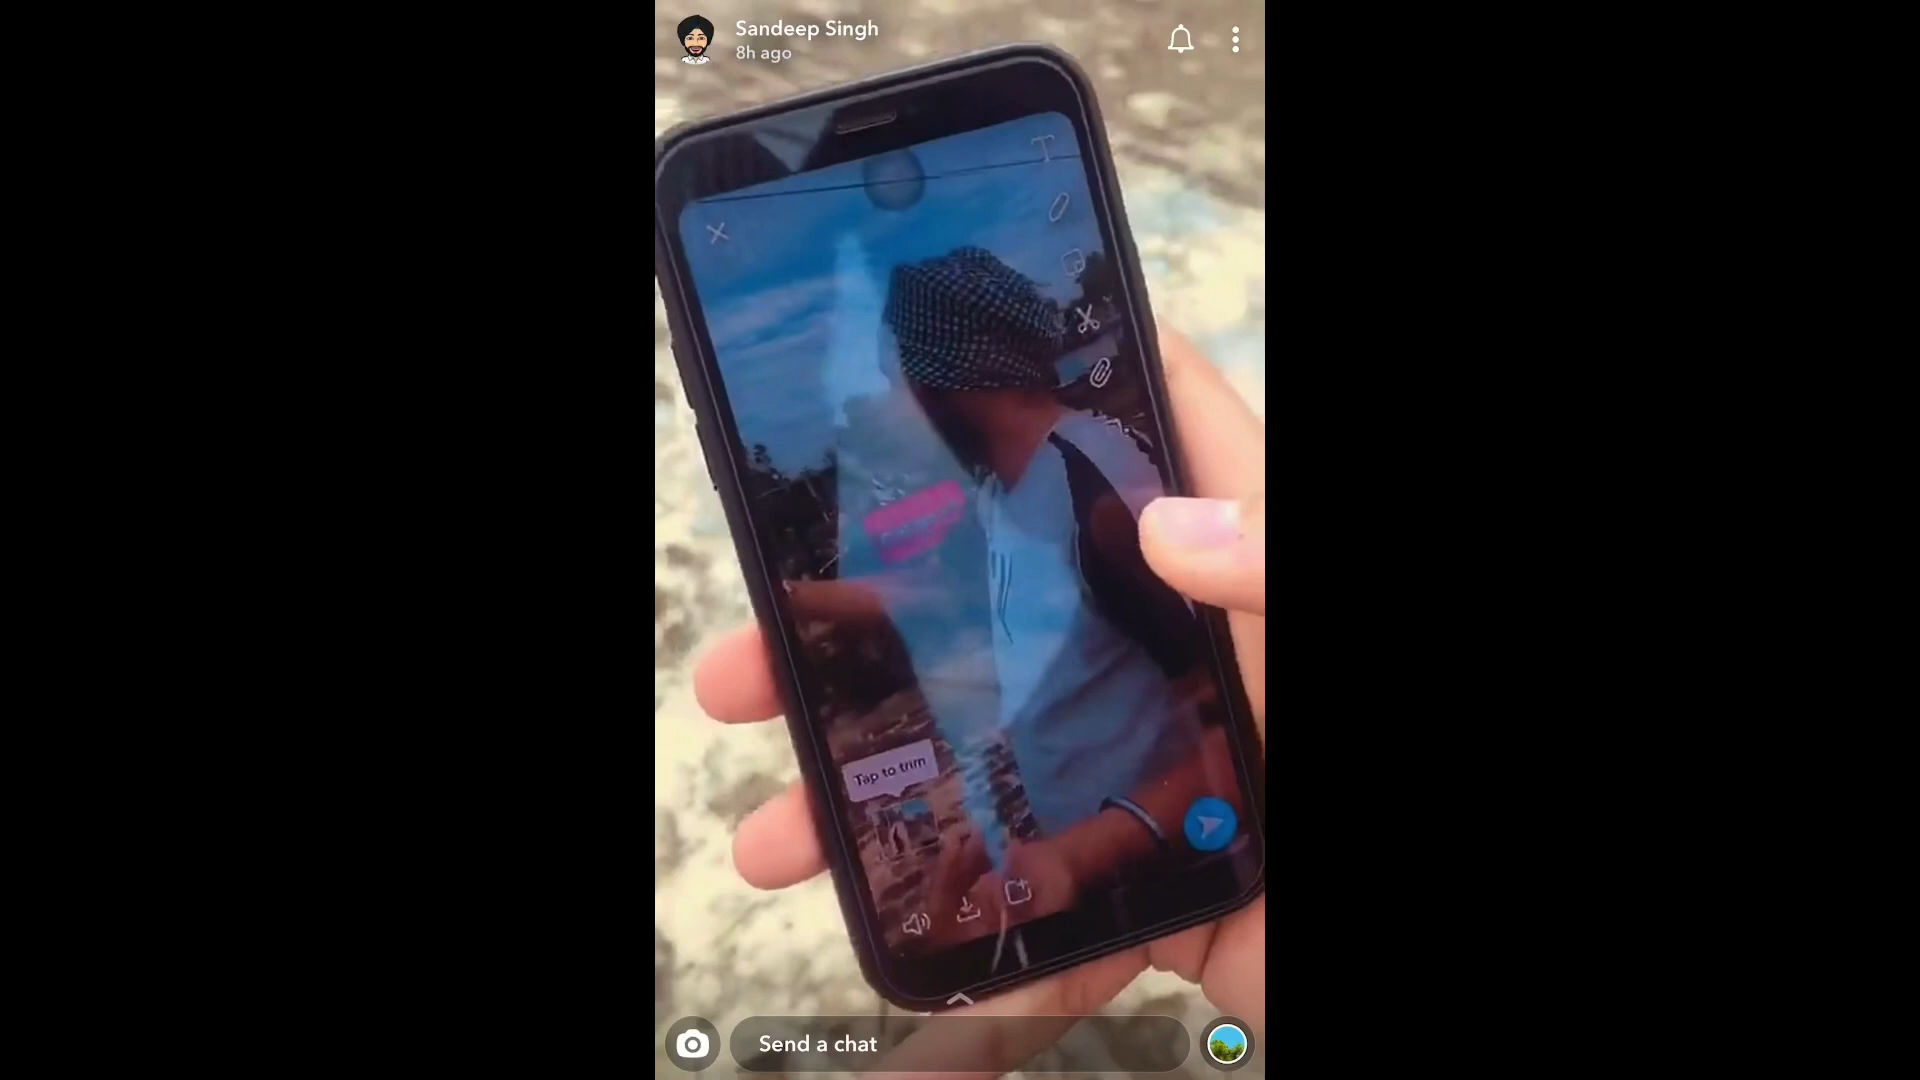 Sandeep Singh
8h ago
T
Tap to trim
Send a chat